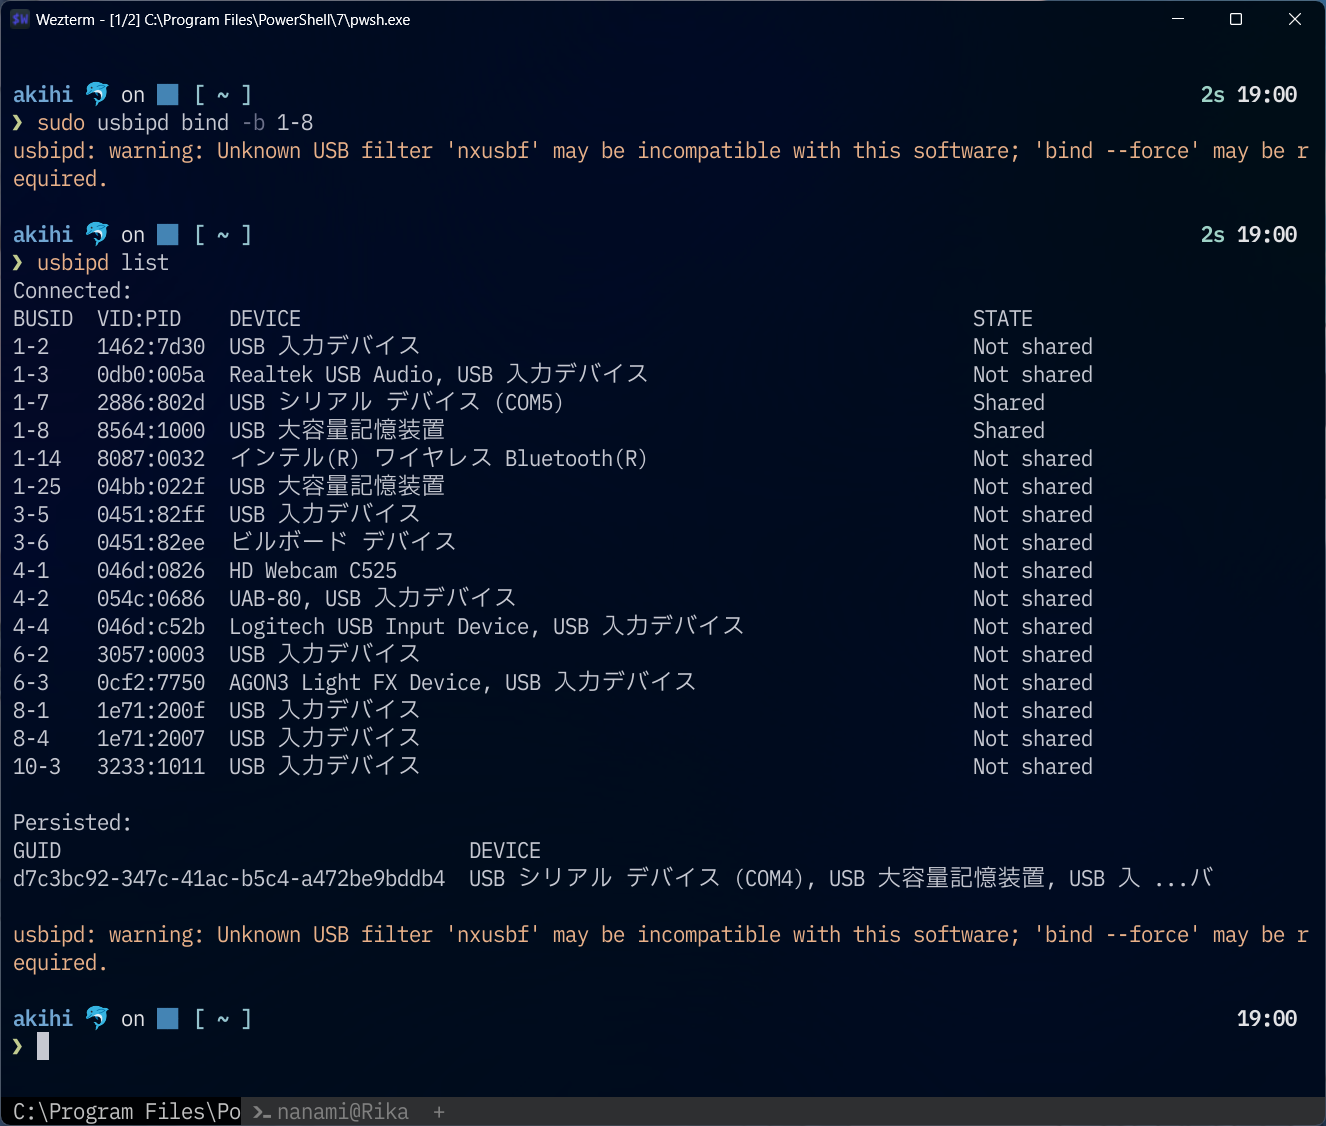 Wezterm - [1/2] C:\Program Files\PowerShell\7\pwsh.exe
akihi on [ ~ ] 2s 19:00
❯ sudo usbipd bind -b 1-8
usbipd: warning: Unknown USB filter 'nxusbf' may be incompatible with this software; 'bind --force' may be r
equired.
akihi on [ ~ ] 2s 19:00
❯ usbipd list
Connected:
BUSID VID:PID DEVICE STATE
1-2 1462:7d30 USB 入力デバイス Not shared
1-3 0db0:005a Realtek USB Audio, USB 入力デバイス Not shared
1-7 2886:802d USB シリアル デバイス (COM5) Shared
1-8 8564:1000 USB 大容量記憶装置 Shared
1-14 8087:0032 インテル(R) ワイヤレス Bluetooth(R) Not shared
1-25 04bb:022f USB 大容量記憶装置 Not shared
3-5 0451:82ff USB 入力デバイス Not shared
3-6 0451:82ee ビルボード デバイス Not shared
4-1 046d:0826 HD Webcam C525 Not shared
4-2 054c:0686 UAB-80, USB 入力デバイス Not shared
4-4 046d:c52b Logitech USB Input Device, USB 入力デバイス Not shared
6-2 3057:0003 USB 入力デバイス Not shared
6-3 0cf2:7750 AGON3 Light FX Device, USB 入力デバイス Not shared
8-1 1e71:200f USB 入力デバイス Not shared
8-4 1e71:2007 USB 入力デバイス Not shared
10-3 3233:1011 USB 入力デバイス Not shared
Persisted:
GUID DEVICE
d7c3bc92-347c-41ac-b5c4-a472be9bddb4 USB シリアル デバイス (COM4), USB 大容量記憶装置, USB 入 ...バ
usbipd: warning: Unknown USB filter 'nxusbf' may be incompatible with this software; 'bind --force' may be r
equired.
akihi on [ ~ ] 19:00
❯
C:\Program Files\Po nanami@Rika +